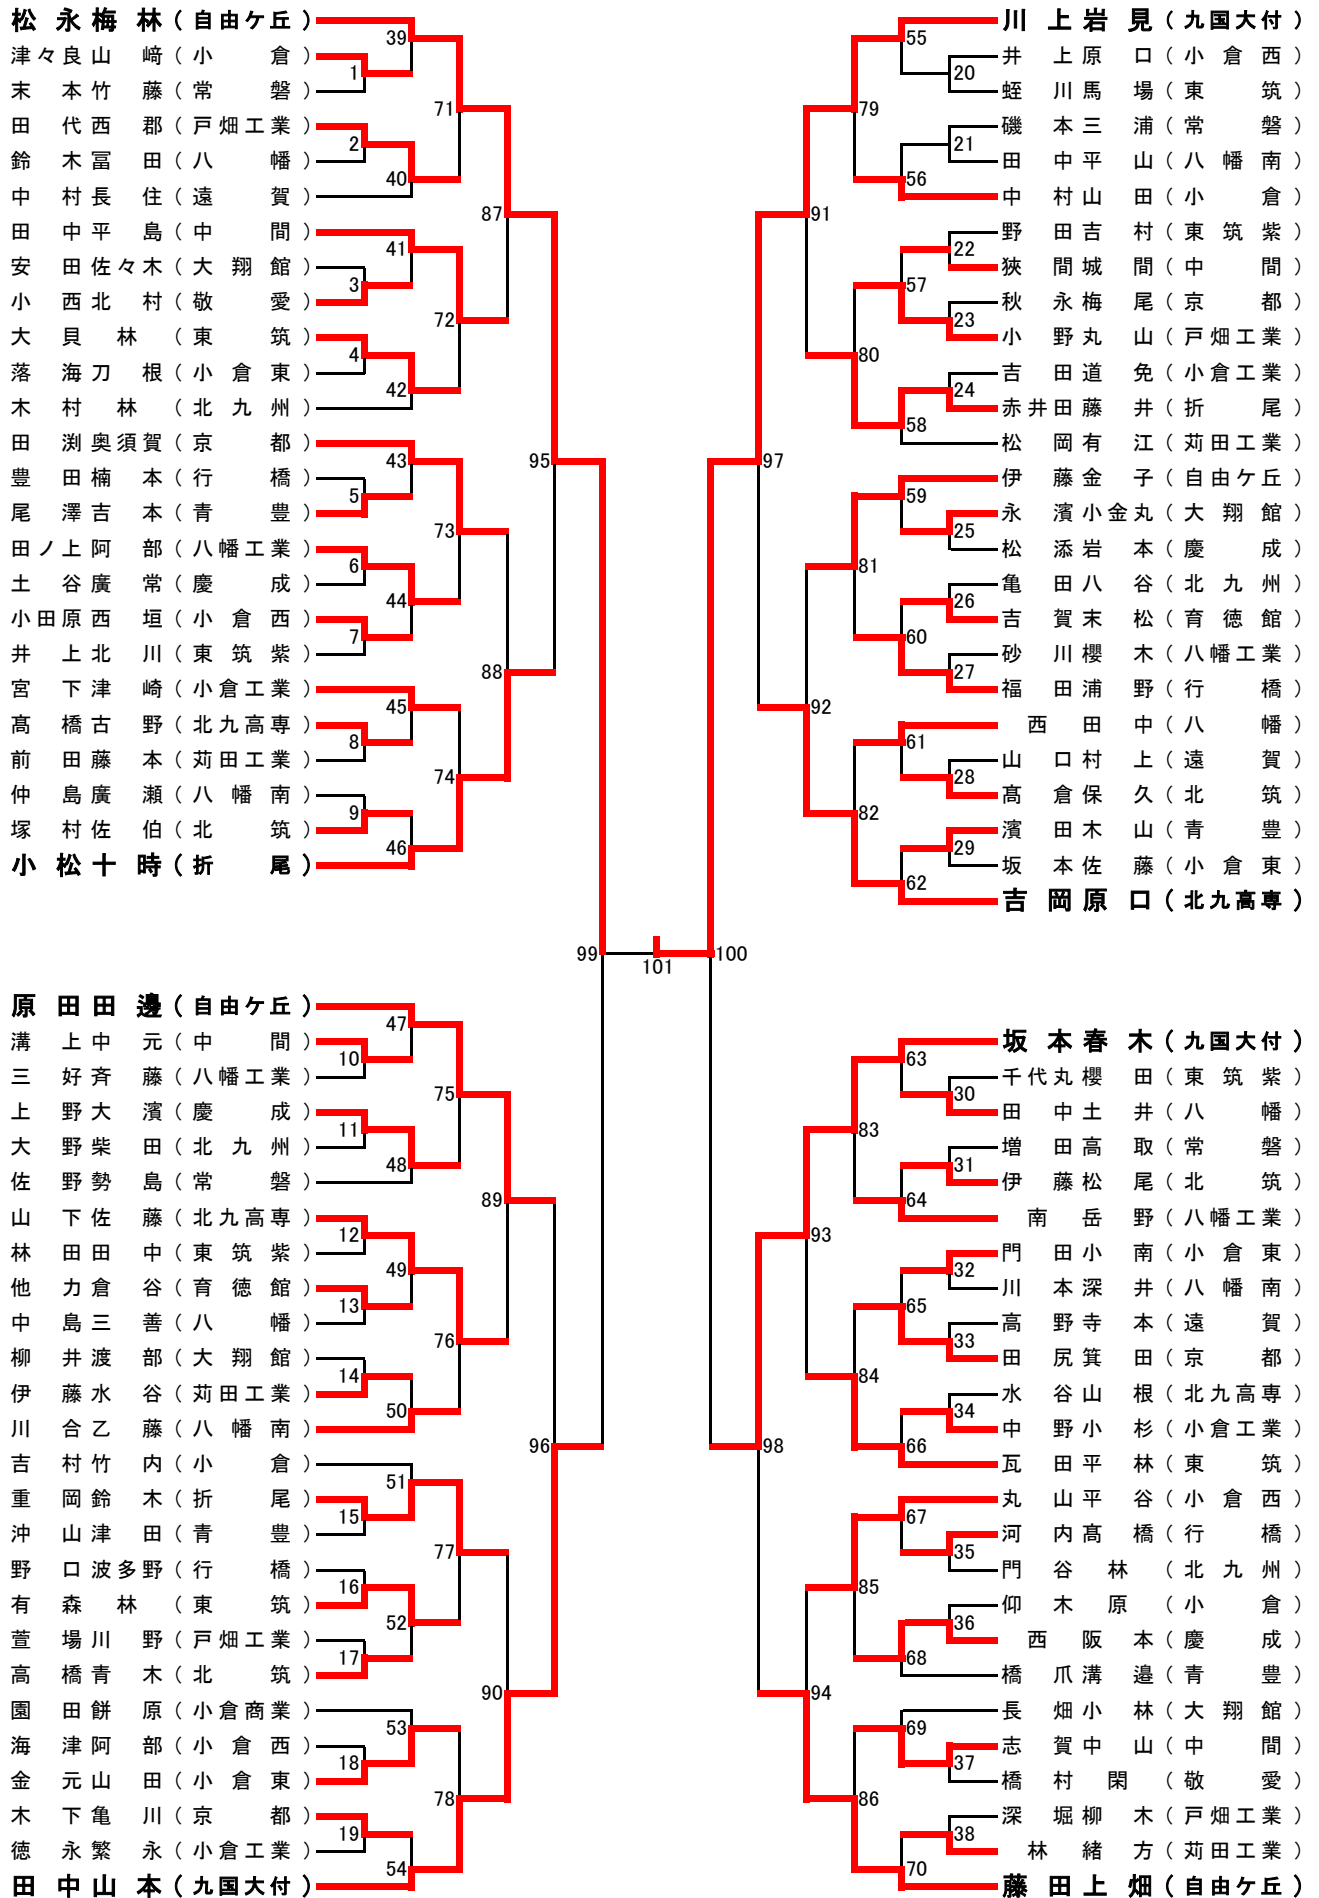 松永梅林（自由ケ丘）
津々良山﨑（小倉）
末本竹藤（常磐）
田代西郡（戸畑工業）
鈴木冨田（八幡）
中村長住（遠賀）
田中平島（中間）
安田佐々木（大翔館）
小西北村（敬愛）
大貝林（東筑）
落海刀根（小倉東）
木村林（北九州）
田渕奥須賀（京都）
豊田楠本（行橋）
尾澤吉本（青豊）
田ノ上阿部（八幡工業）
土谷廣常（慶成）
小田原西垣（小倉西）
井上北川（東筑紫）
宮下津崎（小倉工業）
髙橋古野（北九高専）
前田藤本（苅田工業）
仲島廣瀬（八幡南）
塚村佐伯（北筑）
小松十時（折尾）
原田田邊（自由ケ丘）
溝上中元（中間）
三好斉藤（八幡工業）
上野大濱（慶成）
大野柴田（北九州）
佐野勢島（常磐）
山下佐藤（北九高専）
林田田中（東筑紫）
他力倉谷（育徳館）
中島三善（八幡）
柳井渡部（大翔館）
伊藤水谷（苅田工業）
川合乙藤（八幡南）
吉村竹内（小倉）
重岡鈴木（折尾）
沖山津田（青豊）
野口波多野（行橋）
有森林（東筑）
萱場川野（戸畑工業）
高橋青木（北筑）
園田餅原（小倉商業）
海津阿部（小倉西）
金元山田（小倉東）
木下亀川（京都）
徳永繁永（小倉工業）
田中山本（九国大付）
1
2
3
4
5
6
7
8
9
10
11
12
13
14
15
16
17
18
19
39
40
41
42
43
44
45
46
47
48
49
50
51
52
53
54
71
72
73
74
75
76
77
78
87
88
89
90
95
96
99
101
100
97
98
91
92
93
94
79
80
81
82
83
84
85
86
55
56
57
58
59
60
61
62
63
64
65
66
67
68
69
70
20
21
22
23
24
25
26
27
28
29
30
31
32
33
34
35
36
37
38
川上岩見（九国大付）
井上原口（小倉西）
蛭川馬場（東筑）
磯本三浦（常磐）
田中平山（八幡南）
中村山田（小倉）
野田吉村（東筑紫）
狹間城間（中間）
秋永梅尾（京都）
小野丸山（戸畑工業）
吉田道免（小倉工業）
赤井田藤井（折尾）
松岡有江（苅田工業）
伊藤金子（自由ケ丘）
永濱小金丸（大翔館）
松添岩本（慶成）
亀田八谷（北九州）
吉賀末松（育徳館）
砂川櫻木（八幡工業）
福田浦野（行橋）
西田中（八幡）
山口村上（遠賀）
髙倉保久（北筑）
濱田木山（青豊）
坂本佐藤（小倉東）
吉岡原口（北九高専）
坂本春木（九国大付）
千代丸櫻田（東筑紫）
田中土井（八幡）
増田高取（常磐）
伊藤松尾（北筑）
南岳野（八幡工業）
門田小南（小倉東）
川本深井（八幡南）
高野寺本（遠賀）
田尻箕田（京都）
水谷山根（北九高専）
中野小杉（小倉工業）
瓦田平林（東筑）
丸山平谷（小倉西）
河内髙橋（行橋）
門谷林（北九州）
仰木原（小倉）
西阪本（慶成）
橋爪溝邉（青豊）
長畑小林（大翔館）
志賀中山（中間）
橋村閑（敬愛）
深堀柳木（戸畑工業）
林緒方（苅田工業）
藤田上畑（自由ケ丘）